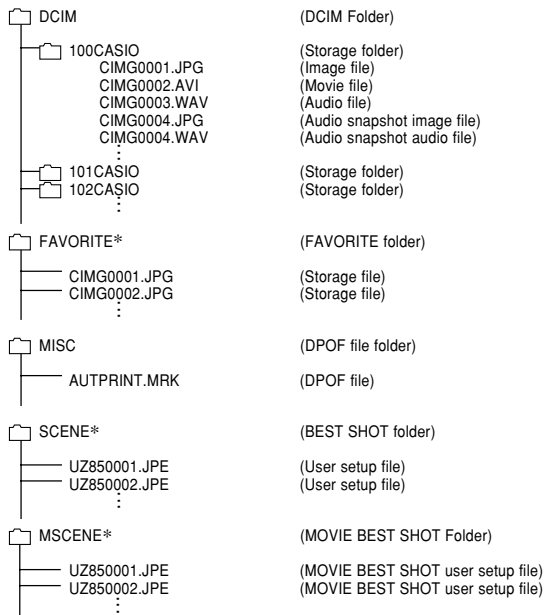 DCIM (DCIM Folder)
100CASIO (Storage folder)
CIMG0001.JPG (Image file)
CIMG0002.AVI (Movie file)
CIMG0003.WAV (Audio file)
CIMG0004.JPG (Audio snapshot image file)
CIMG0004.WAV (Audio snapshot audio file)
101CASIO (Storage folder)
102CASIO (Storage folder)
FAVORITE* (FAVORITE folder)
CIMG0001.JPG (Storage file)
CIMG0002.JPG (Storage file)
MISC (DPOF file folder)
AUTPRINT.MRK (DPOF file)
SCENE* (BEST SHOT folder)
UZ850001.JPE (User setup file)
UZ850002.JPE (User setup file)
MSCENE* (MOVIE BEST SHOT Folder)
UZ850001.JPE (MOVIE BEST SHOT user setup file)
UZ850002.JPE (MOVIE BEST SHOT user setup file)